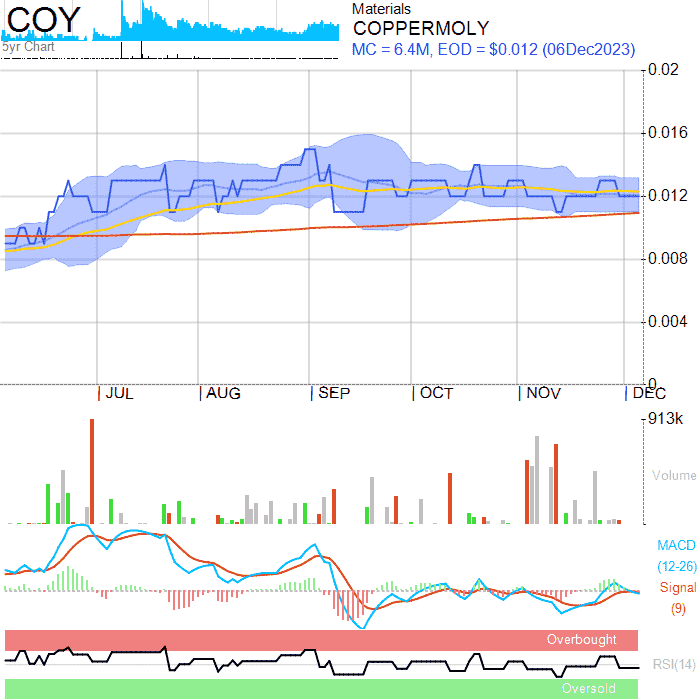 COY
5yr Chart
Materials
COPPERMOLY
MC = 6.4M, EOD = $0.012 (06Dec2023)
0.02
0.016
0.012
0.008
0.004
0
JUL AUG SEP OCT NOV DEC
913k
Volume
MACD
(12-26)
Signal
(9)
Overbought
RSI(14)
Oversold